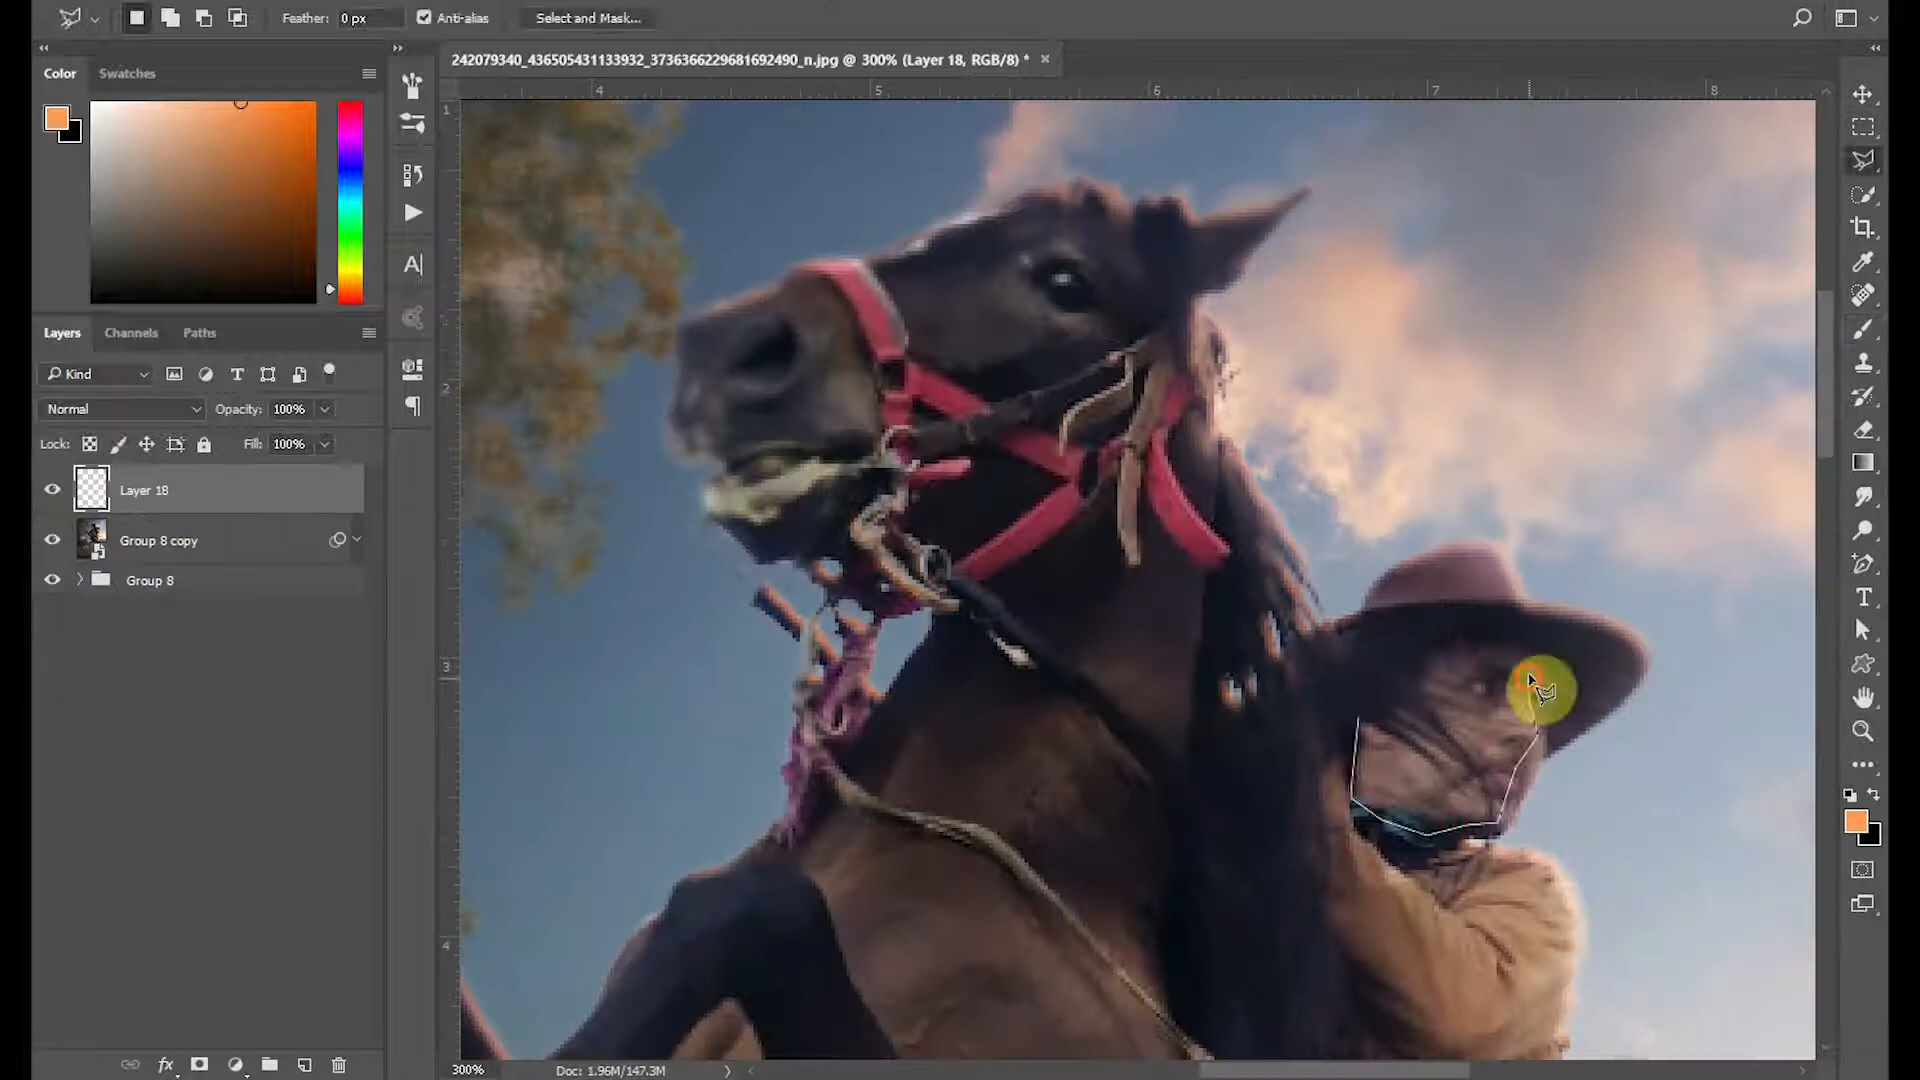 Feather: 0 px Anti-alias Select and Mask...
242079340_436505431133932_3736366229681692490_n.jpg @ 300% (Layer 18, RGB/8) *
Color Swatches
4 5 6 7 8
1
2
3
4
Layers Channels Paths
Kind
Normal Opacity: 100%
Lock: Fill: 100%
Layer 18
Group 8 copy
Group 8
fx
300% Doc: 1.96M/147.3M